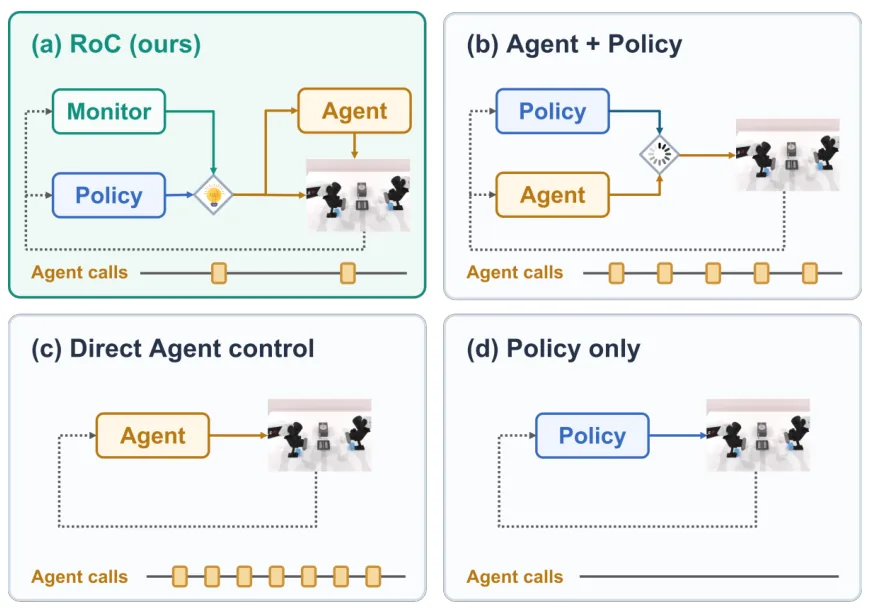 (a) RoC (ours)
Monitor
Agent
Policy
Agent calls
(b) Agent + Policy
Policy
Agent
Agent calls
(c) Direct Agent control
Agent
Agent calls
(d) Policy only
Policy
Agent calls